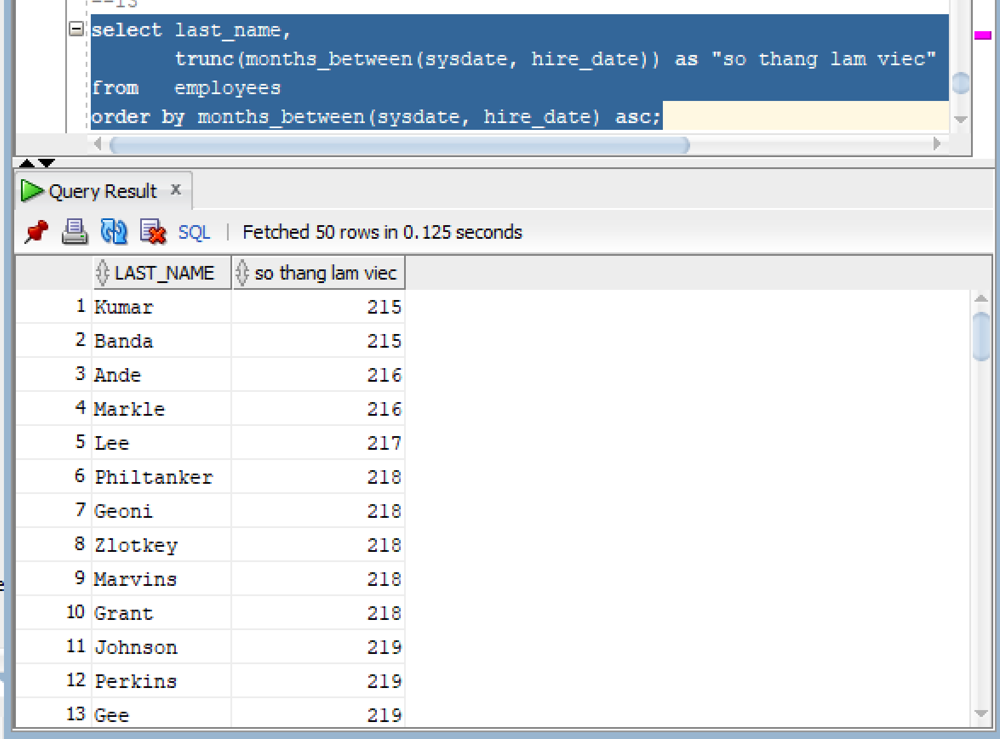 --13
select last_name,
trunc(months_between(sysdate, hire_date)) as "so thang lam viec"
from employees
order by months_between(sysdate, hire_date) asc;
Query Result x
SQL | Fetched 50 rows in 0.125 seconds
LAST_NAME so thang lam viec
1 Kumar 215
2 Banda 215
3 Ande 216
4 Markle 216
5 Lee 217
6 Philtanker 218
7 Geoni 218
8 Zlotkey 218
9 Marvins 218
10 Grant 218
11 Johnson 219
12 Perkins 219
13 Gee 219